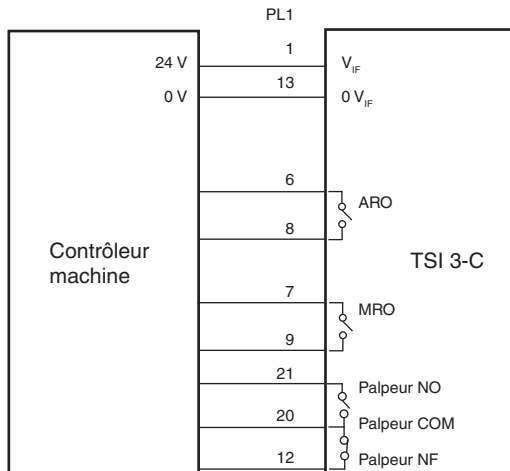 PL1
24 V 1 V_IF
0 V 13 0 V_IF
6
ARO
8
Contrôleur
machine
TSI 3-C
7
MRO
9
21 Palpeur NO
20 Palpeur COM
12 Palpeur NF